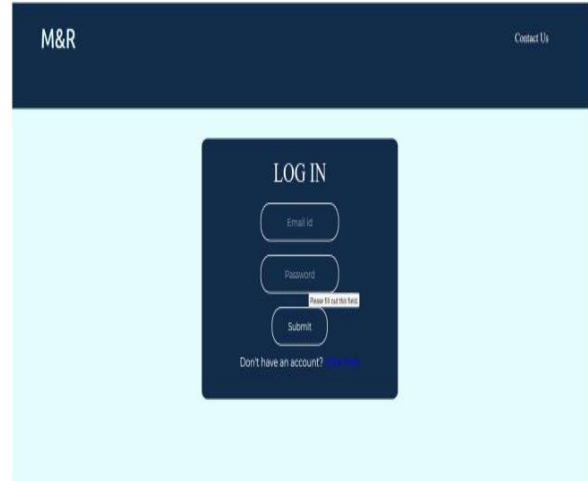 M&R
Contact Us
LOG IN
Email id
Password
Please fill out this field.
Submit
Don't have an account?